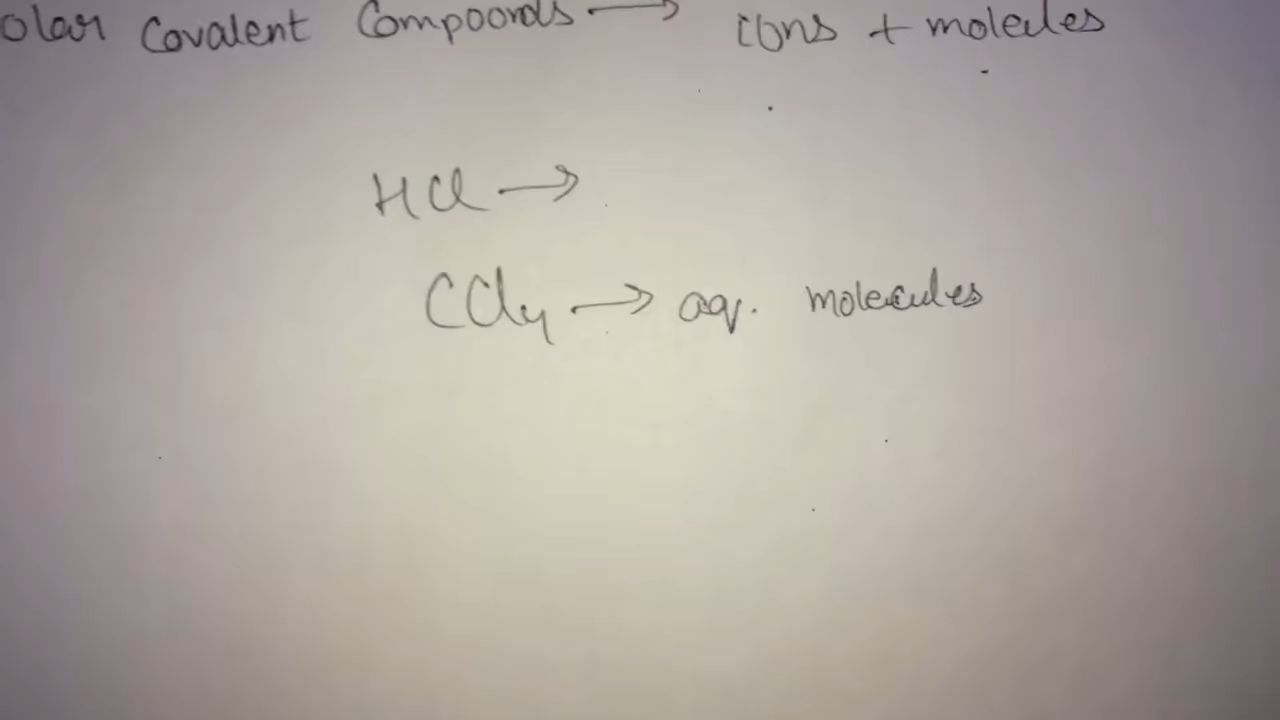 olar Covalent Compoonds → ions + molecules
HCl →
CCl4 → aq. molecules